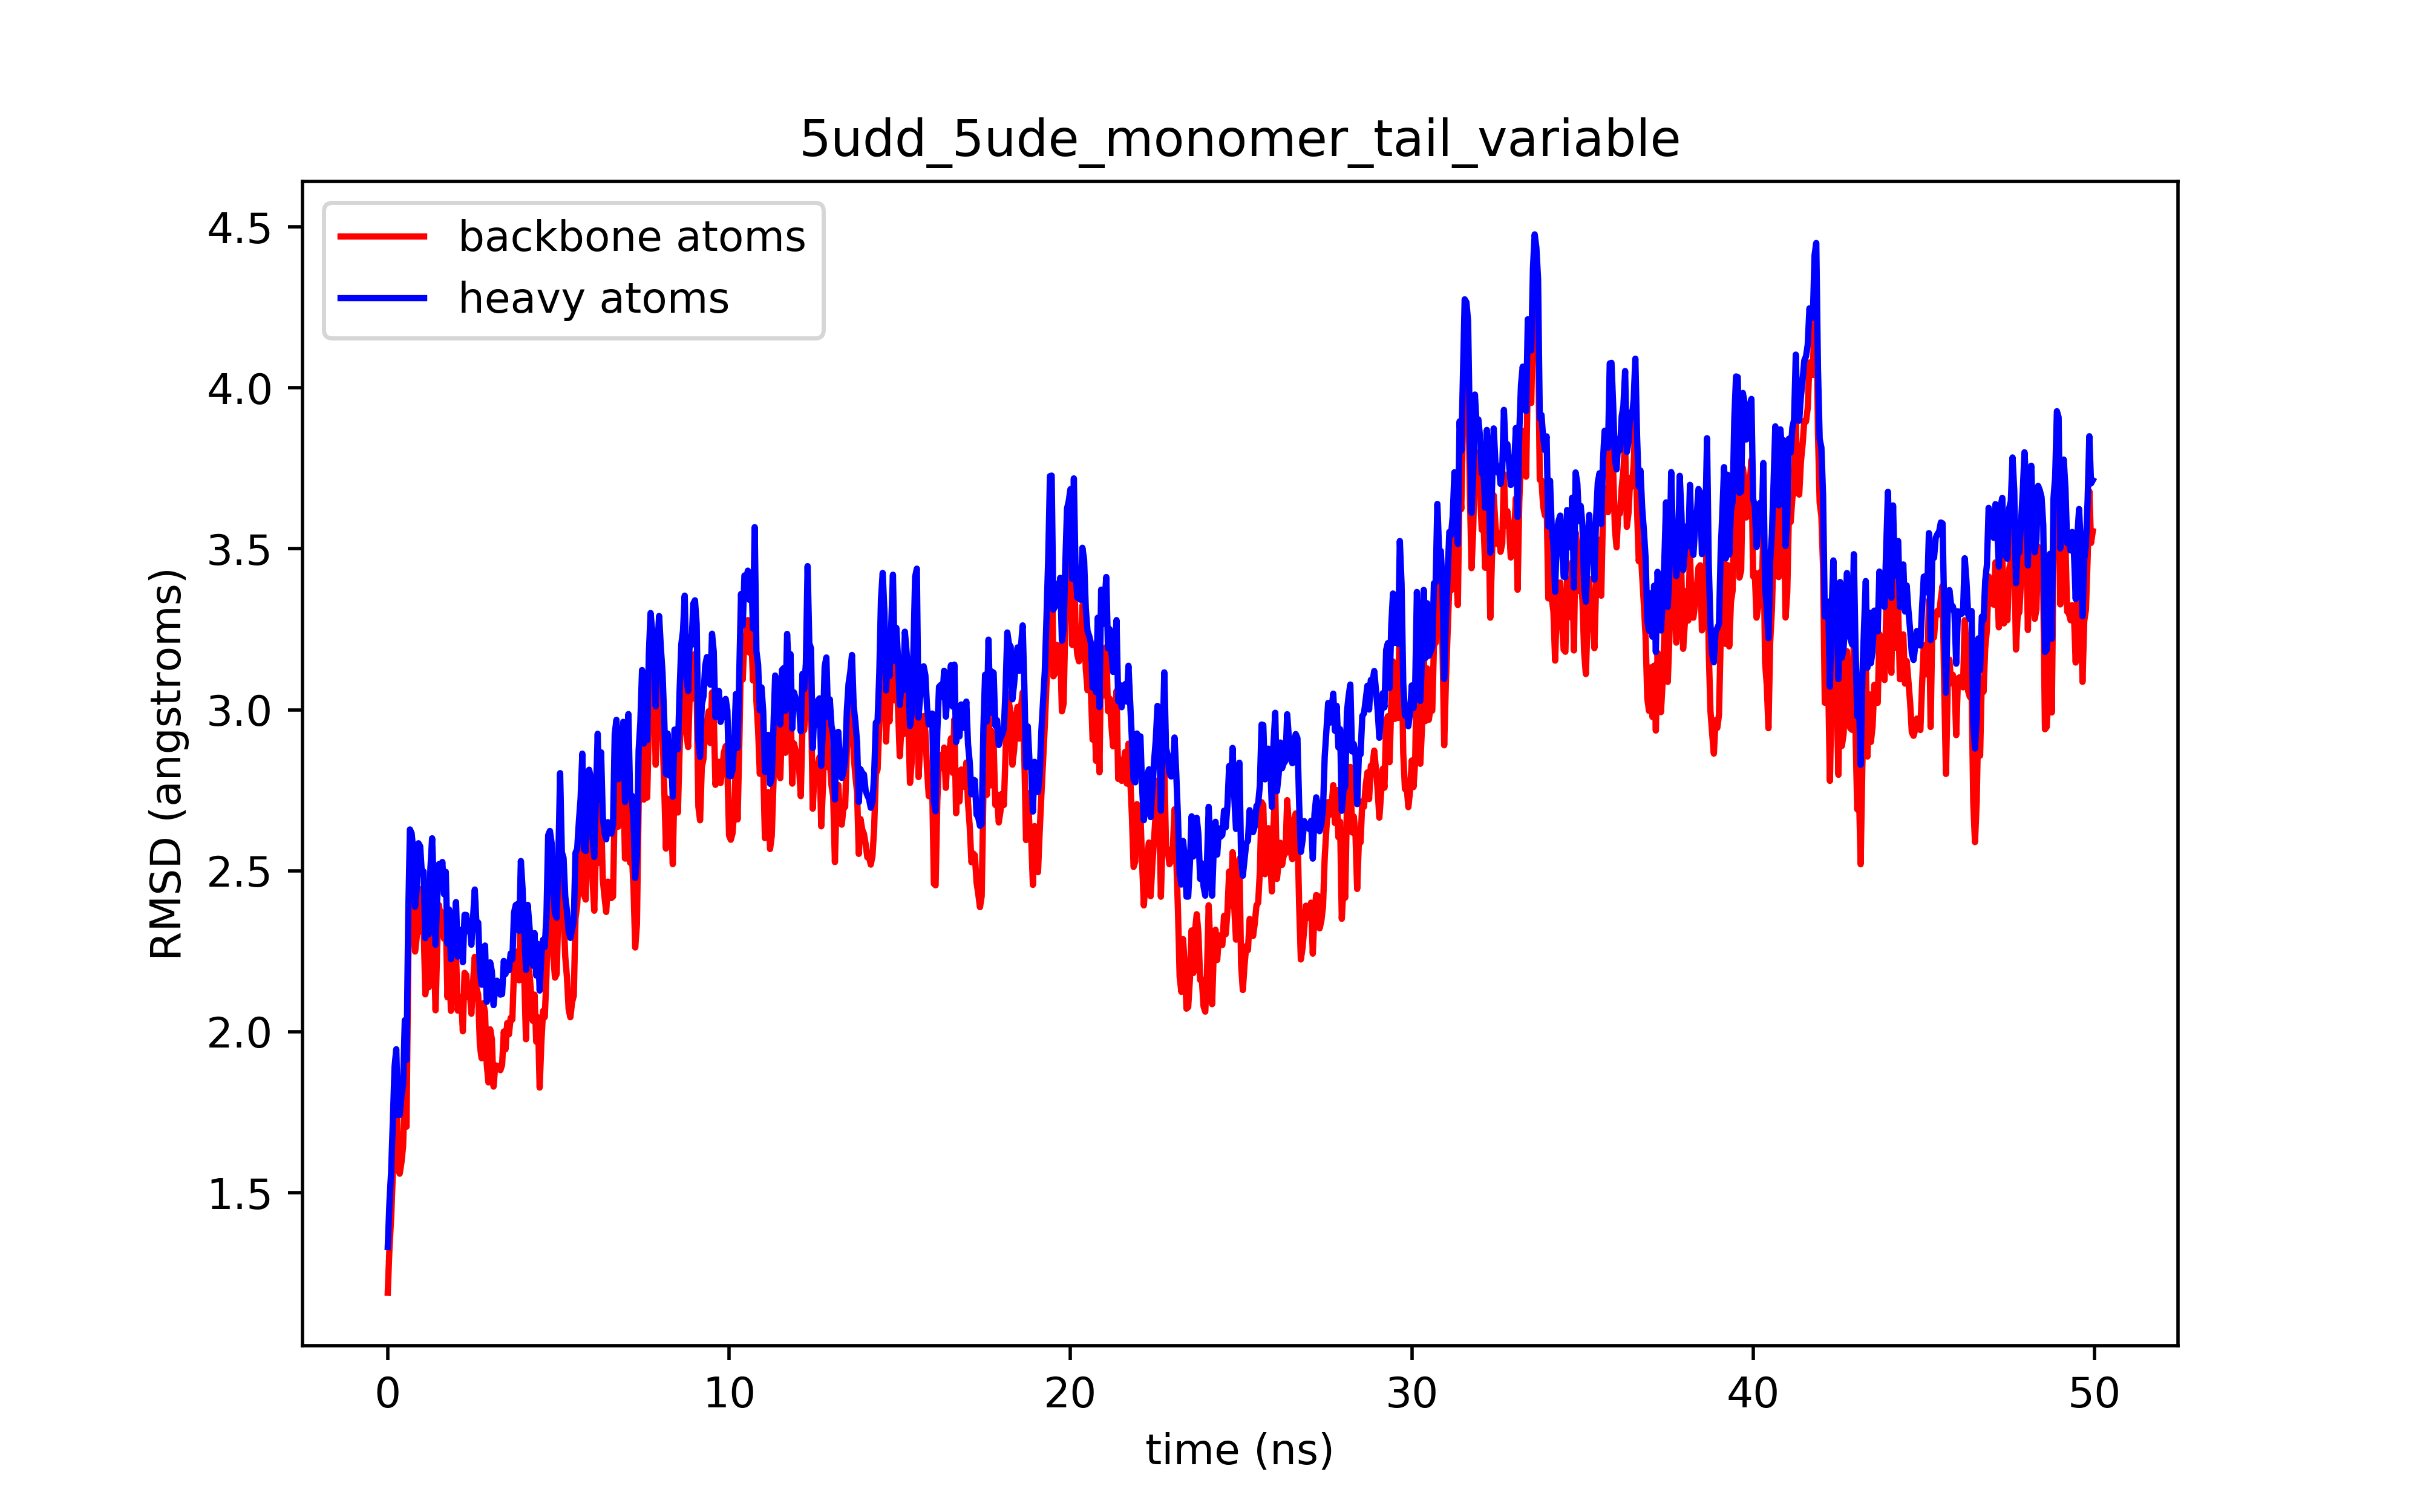 5udd_5ude_monomer_tail_variable
backbone atoms
heavy atoms
RMSD (angstroms)
4.5
4.0
3.5
3.0
2.5
2.0
1.5
0 10 20 30 40 50
time (ns)